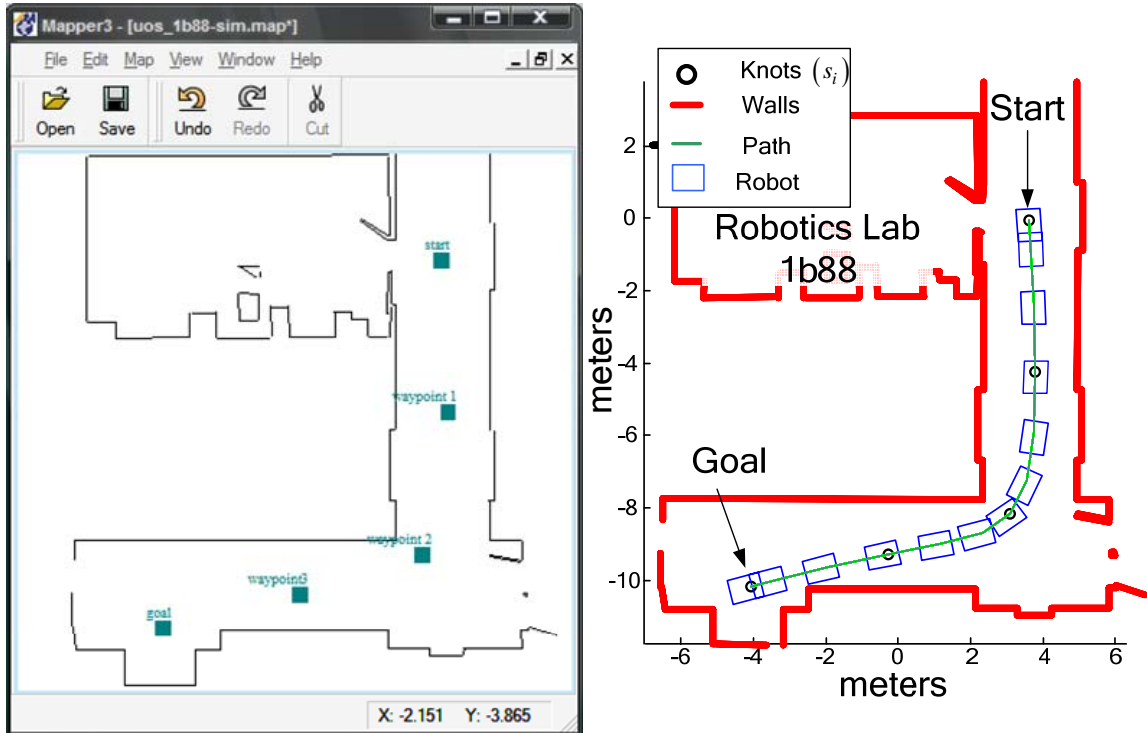 Mapper3 - [uos_1b88-sim.map*]
File Edit Map View Window Help
Open Save Undo Redo Cut
start
waypoint 1
waypoint 2
waypoint3
goal
X: -2.151 Y: -3.865
Knots (s_i)
Walls
Path
Robot
Start
Robotics Lab
1b88
Goal
meters
2
0
-2
-4
-6
-8
-10
-6 -4 -2 0 2 4 6
meters